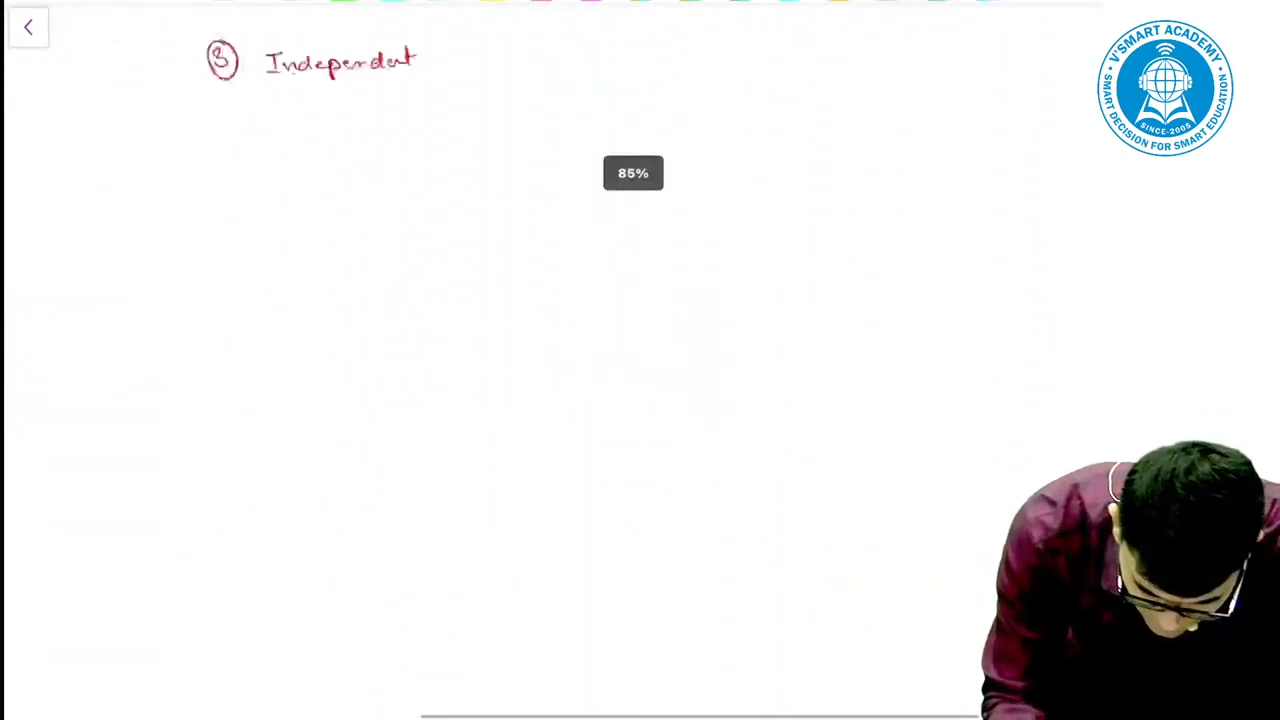 ③ Independent
85%
V'SMART ACADEMY
SINCE-2005
SMART DECISION FOR SMART EDUCATION